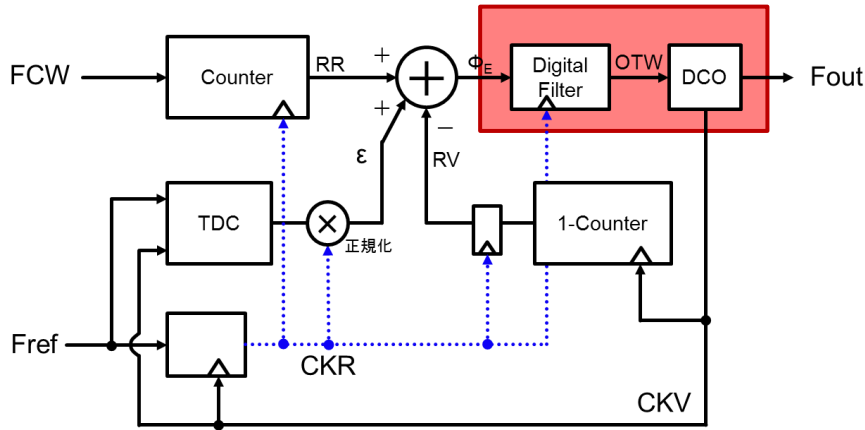 FCW
Counter
RR
+
+
+
−
Φ_E
Digital
Filter
OTW
DCO
Fout
ε
RV
TDC
×
正規化
1-Counter
Fref
CKR
CKV